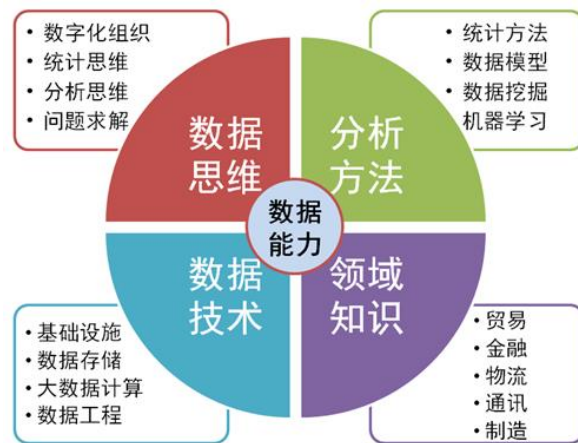 • 数字化组织
• 统计思维
• 分析思维
• 问题求解
• 统计方法
• 数据模型
• 数据挖掘
机器学习
数据
思维
分析
方法
数据
能力
数据
技术
领域
知识
• 基础设施
• 数据存储
• 大数据计算
• 数据工程
• 贸易
• 金融
• 物流
• 通讯
• 制造